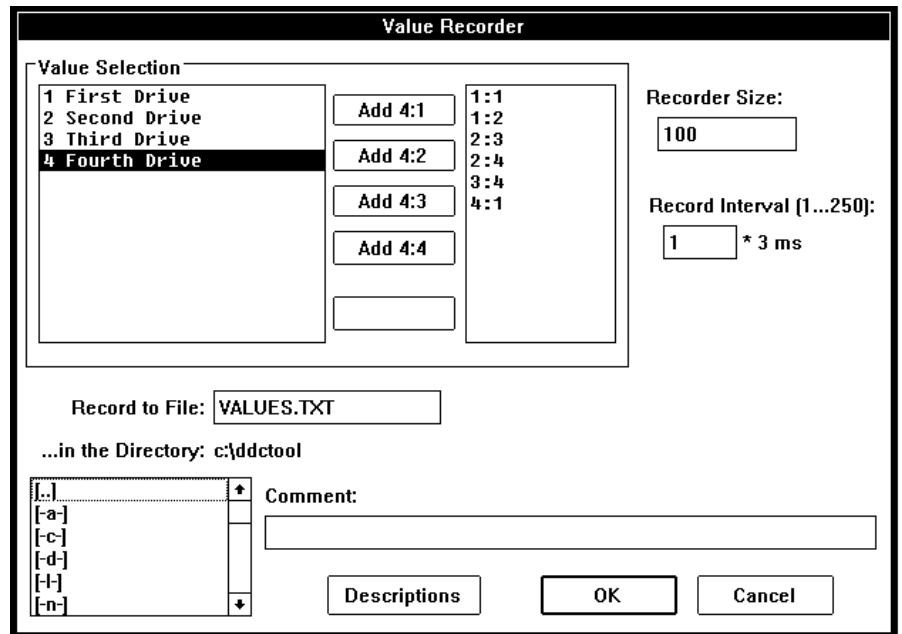 Value Recorder
Value Selection
1 First Drive
2 Second Drive
3 Third Drive
4 Fourth Drive
Add 4:1
Add 4:2
Add 4:3
Add 4:4
1:1
1:2
2:3
2:4
3:4
4:1
Recorder Size:
100
Record Interval (1...250):
1 * 3 ms
Record to File: VALUES.TXT
...in the Directory: c:\ddctool
[..]
[-a-]
[-c-]
[-d-]
[-l-]
[-n-]
Comment:
Descriptions
OK
Cancel